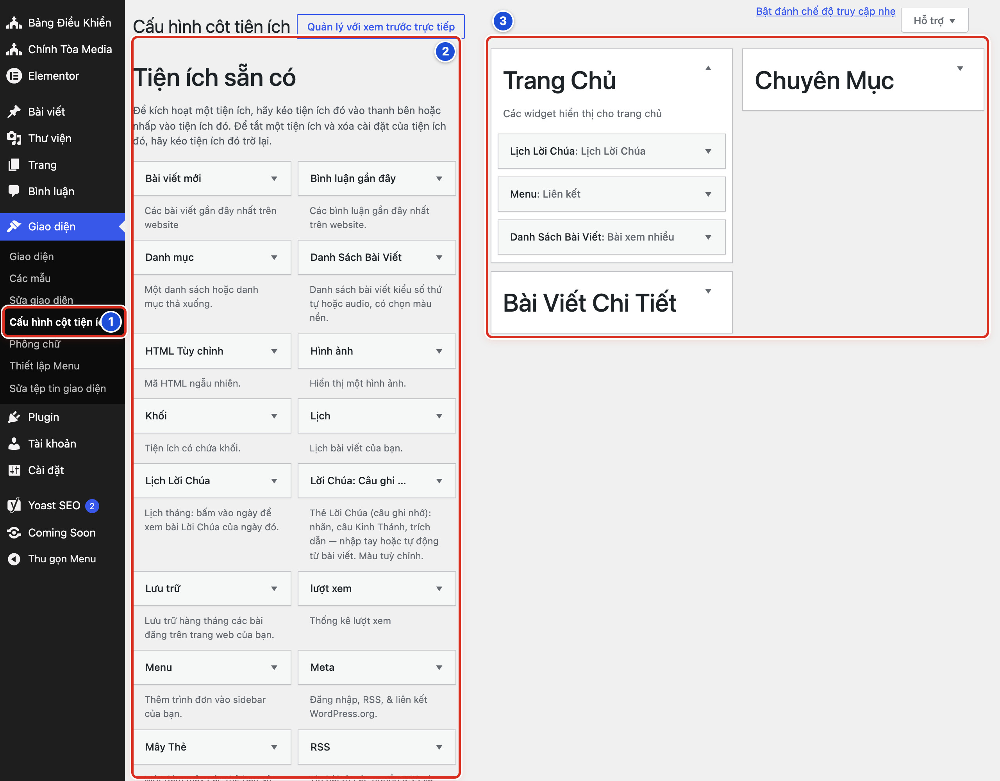 Bảng Điều Khiển
Chính Tòa Media
Elementor
Bài viết
Thư viện
Trang
Bình luận
Giao diện
Giao diện
Các mẫu
Sửa giao diện
Cấu hình cột tiện
1
Phông chữ
Thiết lập Menu
Sửa tệp tin giao diện
Plugin
Tài khoản
Cài đặt
Yoast SEO 2
Coming Soon
Thu gọn Menu
Cấu hình cột tiện ích
Quản lý với xem trước trực tiếp
2
Tiện ích sẵn có
Để kích hoạt một tiện ích, hãy kéo tiện ích đó vào thanh bên hoặc
nhấp vào tiện ích đó. Để tắt một tiện ích và xóa cài đặt của tiện ích
đó, hãy kéo tiện ích đó trở lại.
Bài viết mới
Các bài viết gần đây nhất trên
website
Bình luận gần đây
Các bình luận gần đây nhất
trên website.
Danh mục
Một danh sách hoặc danh
mục thả xuống.
Danh Sách Bài Viết
Danh sách bài viết kiểu số thứ
tự hoặc audio, có chọn màu
nền.
HTML Tùy chỉnh
Mã HTML ngẫu nhiên.
Hình ảnh
Hiển thị một hình ảnh.
Khối
Tiện ích có chứa khối.
Lịch
Lịch bài viết của bạn.
Lịch Lời Chúa
Lịch tháng: bấm vào ngày để
xem bài Lời Chúa của ngày đó.
Lời Chúa: Câu ghi ...
Thẻ Lời Chúa (câu ghi nhớ):
nhãn, câu Kinh Thánh, trích
dẫn — nhập tay hoặc tự động
từ bài viết. Màu tuỳ chỉnh.
Lưu trữ
Lưu trữ hàng tháng các bài
đăng trên trang web của bạn.
lượt xem
Thống kê lượt xem
Menu
Thêm trình đơn vào sidebar
của bạn.
Meta
Đăng nhập, RSS, & liên kết
WordPress.org.
Mây Thẻ
RSS
3
Bật đánh chế độ truy cập nhẹ
Hỗ trợ
Trang Chủ
Các widget hiển thị cho trang chủ
Lịch Lời Chúa: Lịch Lời Chúa
Menu: Liên kết
Danh Sách Bài Viết: Bài xem nhiều
Bài Viết Chi Tiết
Chuyên Mục